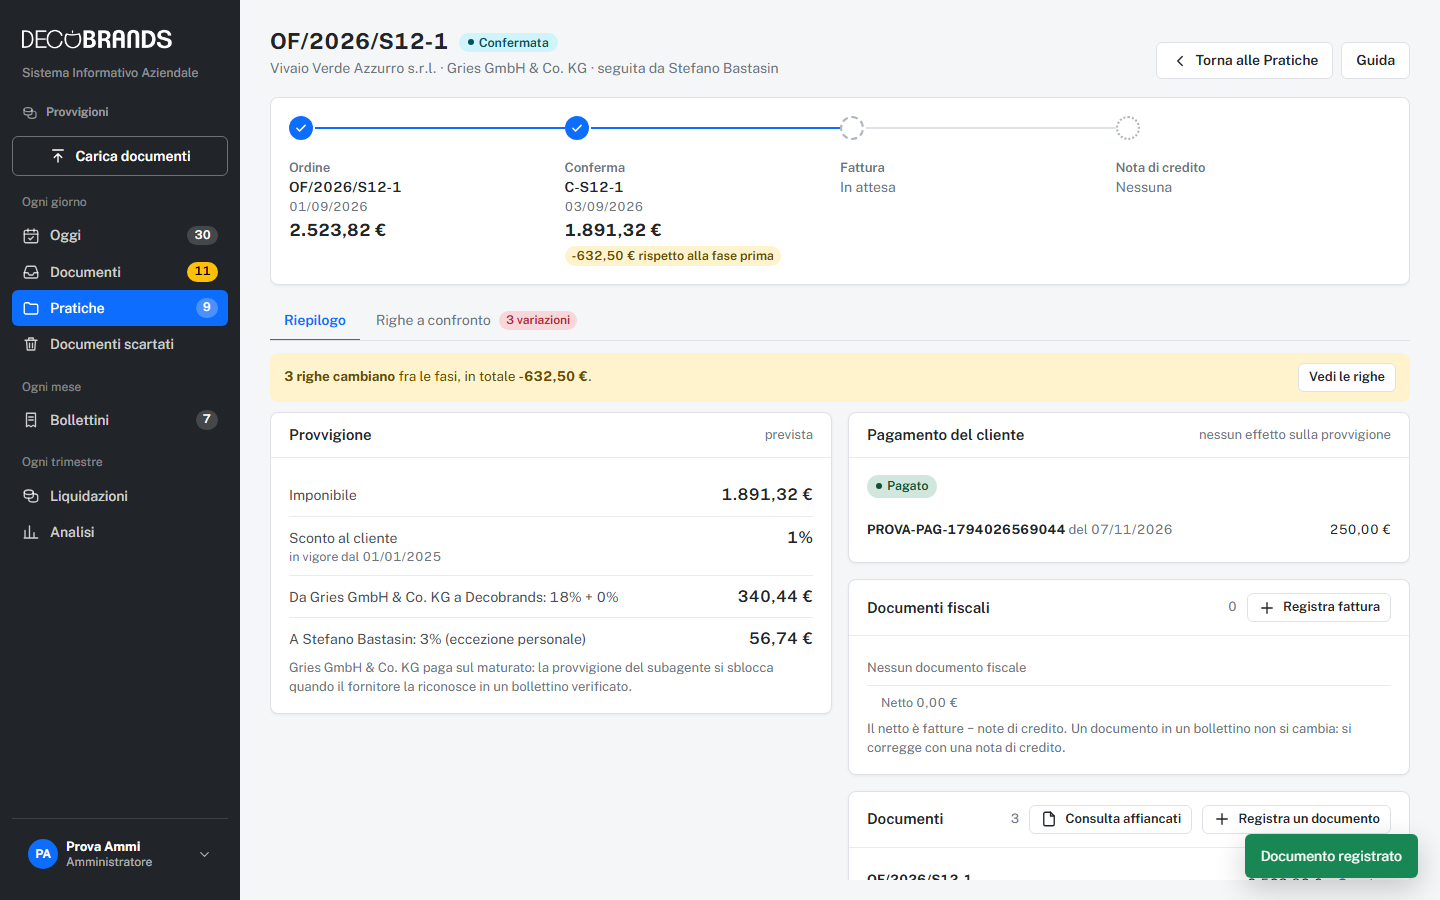 DECOBRANDS
Sistema Informativo Aziendale
Provvigioni
Carica documenti
Ogni giorno
Oggi 30
Documenti 11
Pratiche 9
Documenti scartati
Ogni mese
Bollettini 7
Ogni trimestre
Liquidazioni
Analisi
PA
Prova Ammi
Amministratore
OF/2026/S12-1 Confermata
Vivaio Verde Azzurro s.r.l. · Gries GmbH & Co. KG · seguita da Stefano Bastasin
Torna alle Pratiche
Guida
Ordine
OF/2026/S12-1
01/09/2026
2.523,82 €
Conferma
C-S12-1
03/09/2026
1.891,32 €
-632,50 € rispetto alla fase prima
Fattura
In attesa
Nota di credito
Nessuna
Riepilogo
Righe a confronto 3 variazioni
3 righe cambiano fra le fasi, in totale -632,50 €.
Vedi le righe
Provvigione prevista
Imponibile 1.891,32 €
Sconto al cliente 1%
in vigore dal 01/01/2025
Da Gries GmbH & Co. KG a Decobrands: 18% + 0% 340,44 €
A Stefano Bastasin: 3% (eccezione personale) 56,74 €
Gries GmbH & Co. KG paga sul maturato: la provvigione del subagente si sblocca
quando il fornitore la riconosce in un bollettino verificato.
Pagamento del cliente nessun effetto sulla provvigione
Pagato
PROVA-PAG-1794026569044 del 07/11/2026 250,00 €
Documenti fiscali 0 Registra fattura
Nessun documento fiscale
Netto 0,00 €
Il netto è fatture − note di credito. Un documento in un bollettino non si cambia: si
corregge con una nota di credito.
Documenti 3 Consulta affiancati Registra un documento
OF/2026/S12-1
Documento registrato